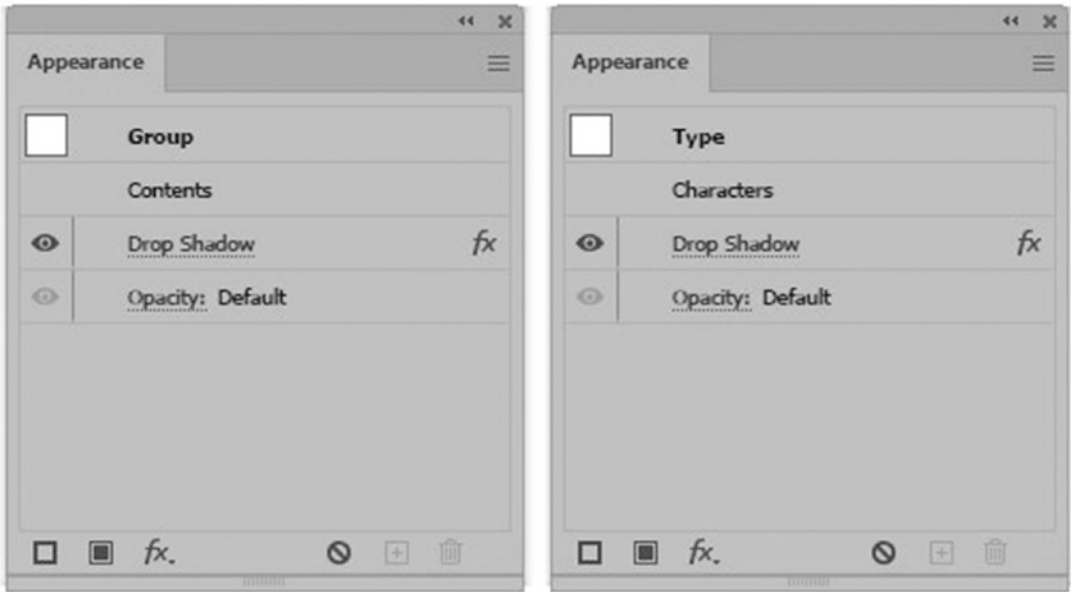 Appearance
Group
Contents
Drop Shadow fx
Opacity: Default
fx.
Appearance
Type
Characters
Drop Shadow fx
Opacity: Default
fx.